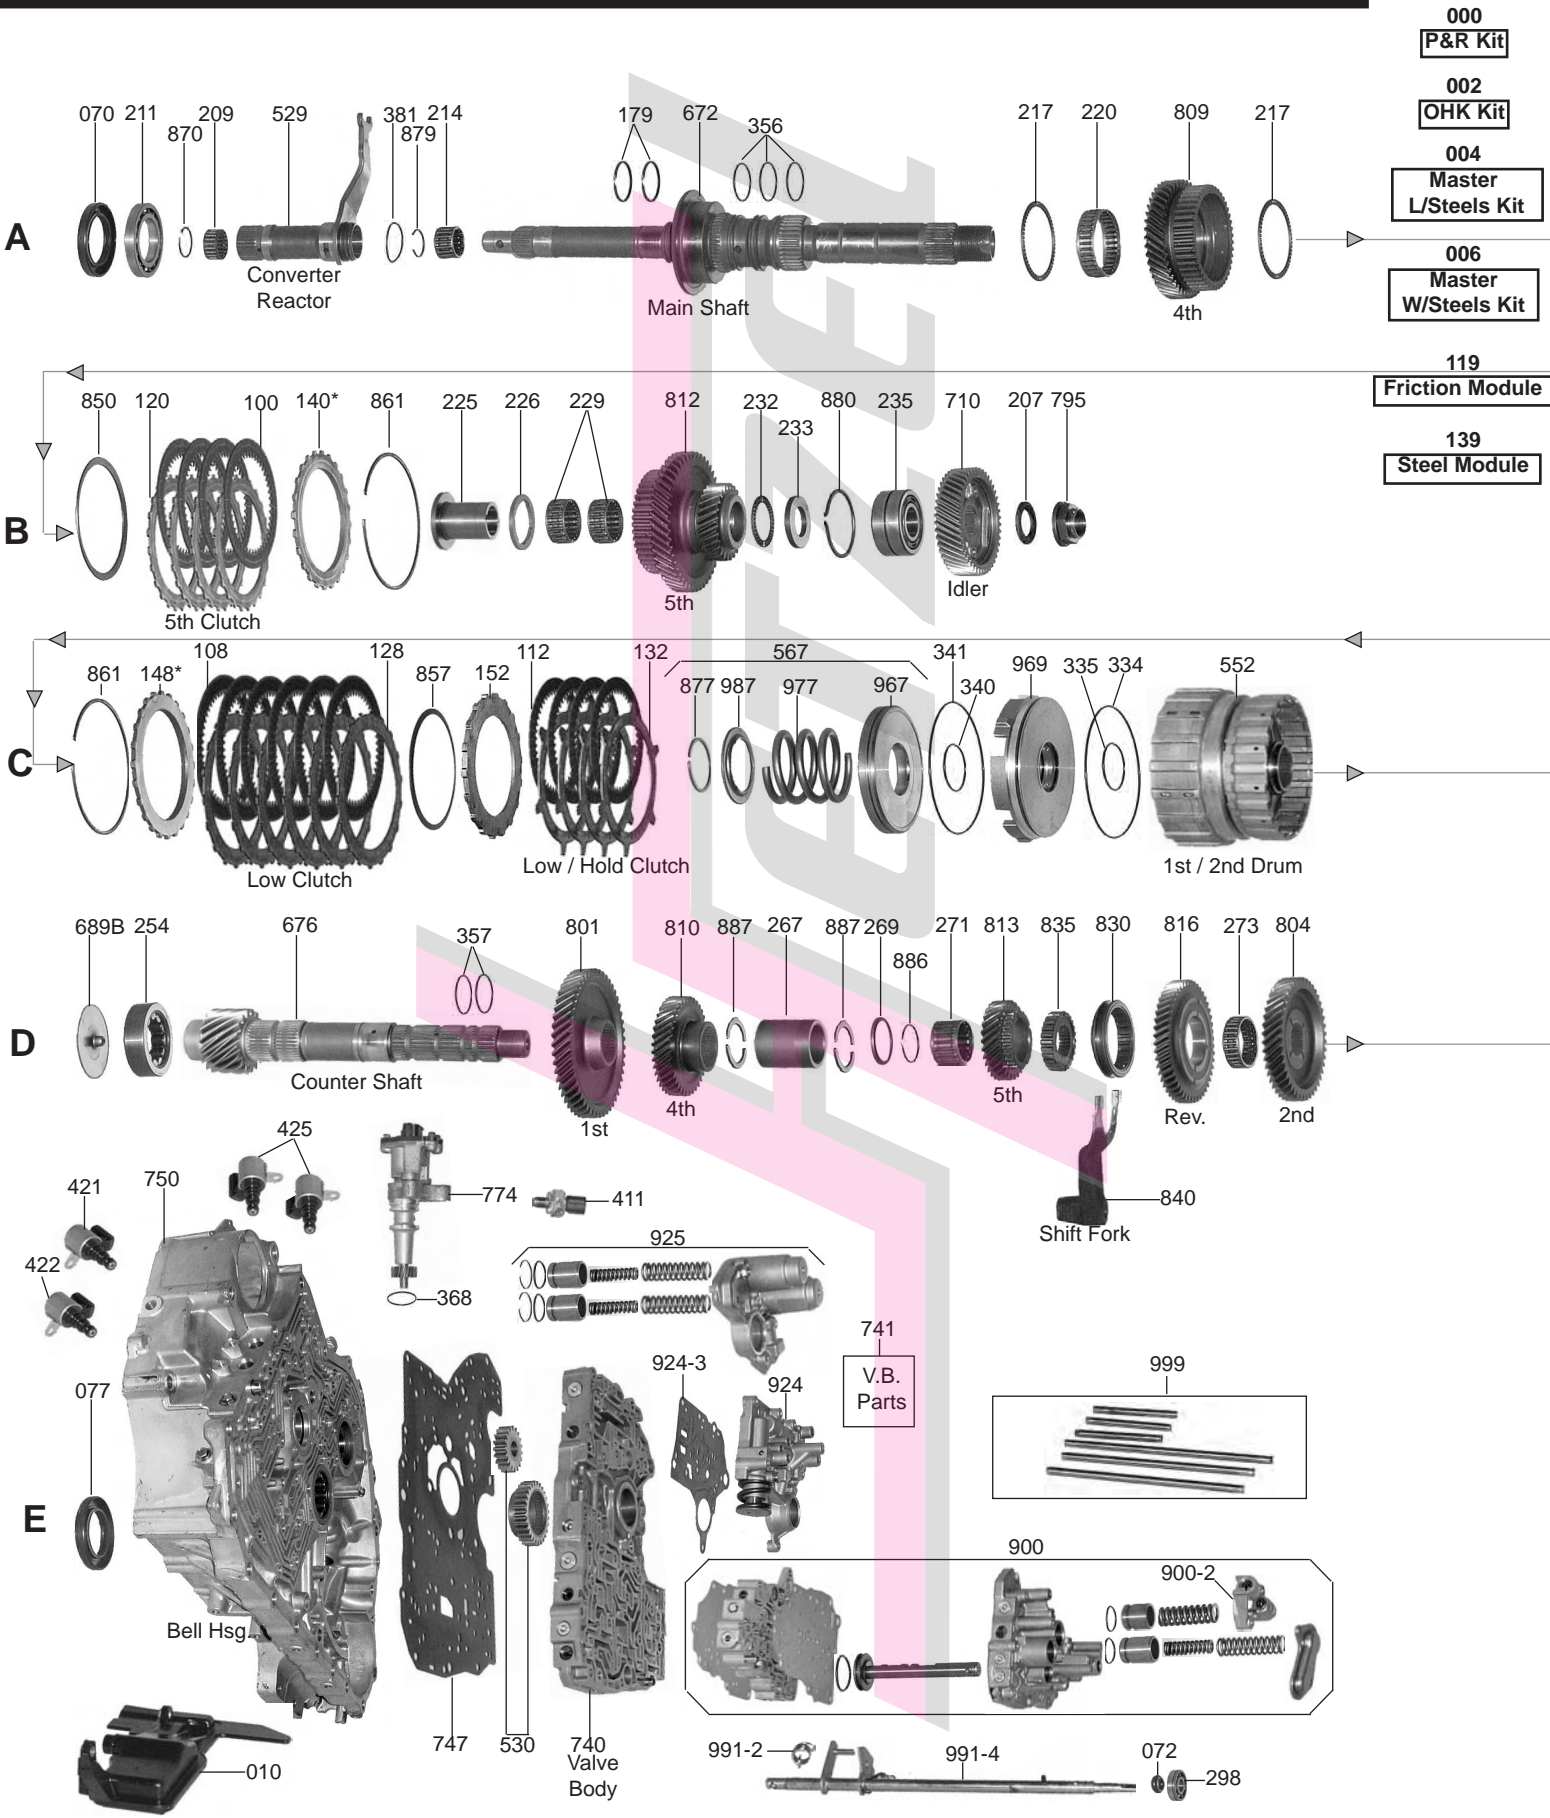 000
P&R Kit
002
OHK Kit
004
Master
L/Steels Kit
006
Master
W/Steels Kit
119
Friction Module
139
Steel Module
070 211 209 529 381 214 179 672 356 217 220 809 217
870 879
A
Converter
Reactor
Main Shaft
4th
850 120 100 140* 861 225 226 229 812 232 880 235 710 207 795
233
B
5th Clutch
5th
Idler
108 128 112 132 567 341
861 148* 857 152 969 335 334 552
877 987 977 967 340
C
Low Clutch
Low / Hold Clutch
1st / 2nd Drum
689B 254 676 357 801 810 887 267 887 269 271 813 835 830 816 273 804
886
D
Counter Shaft
1st
4th
5th
Rev.
2nd
425
421 750 774 411 840
Shift Fork
422 368 925
741
V.B.
Parts
924-3 924
999
077
E
900
900-2
Bell Hsg.
010
747 530 740
Valve
Body
991-2 991-4 072 298
etzel